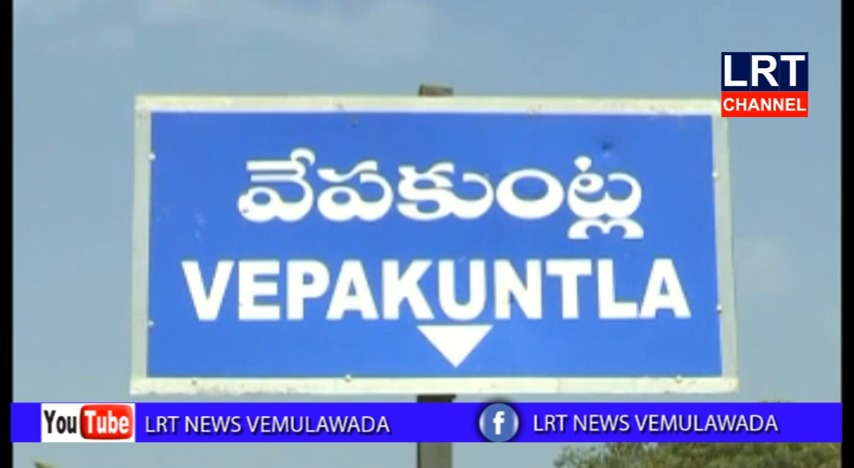 LRT
CHANNEL
వేపకుంట్ల
VEPAKUNTLA
YouTube LRT NEWS VEMULAWADA f LRT NEWS VEMULAWADA